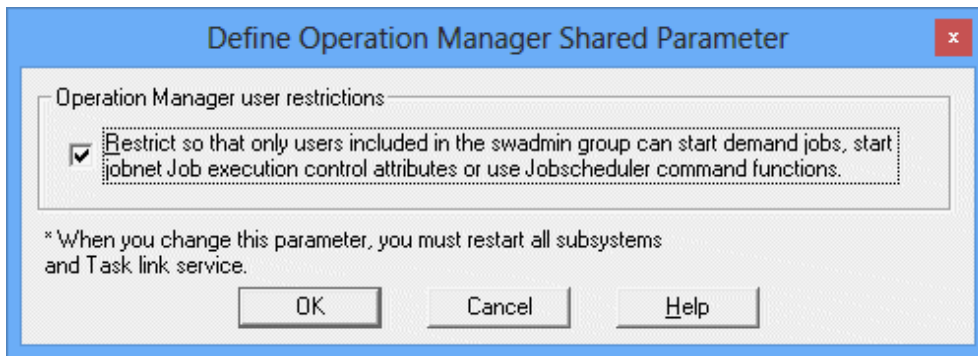 Define Operation Manager Shared Parameter
x
Operation Manager user restrictions
Restrict so that only users included in the swadmin group can start demand jobs, start
jobnet Job execution control attributes or use Jobscheduler command functions.
* When you change this parameter, you must restart all subsystems
and Task link service.
OK Cancel Help